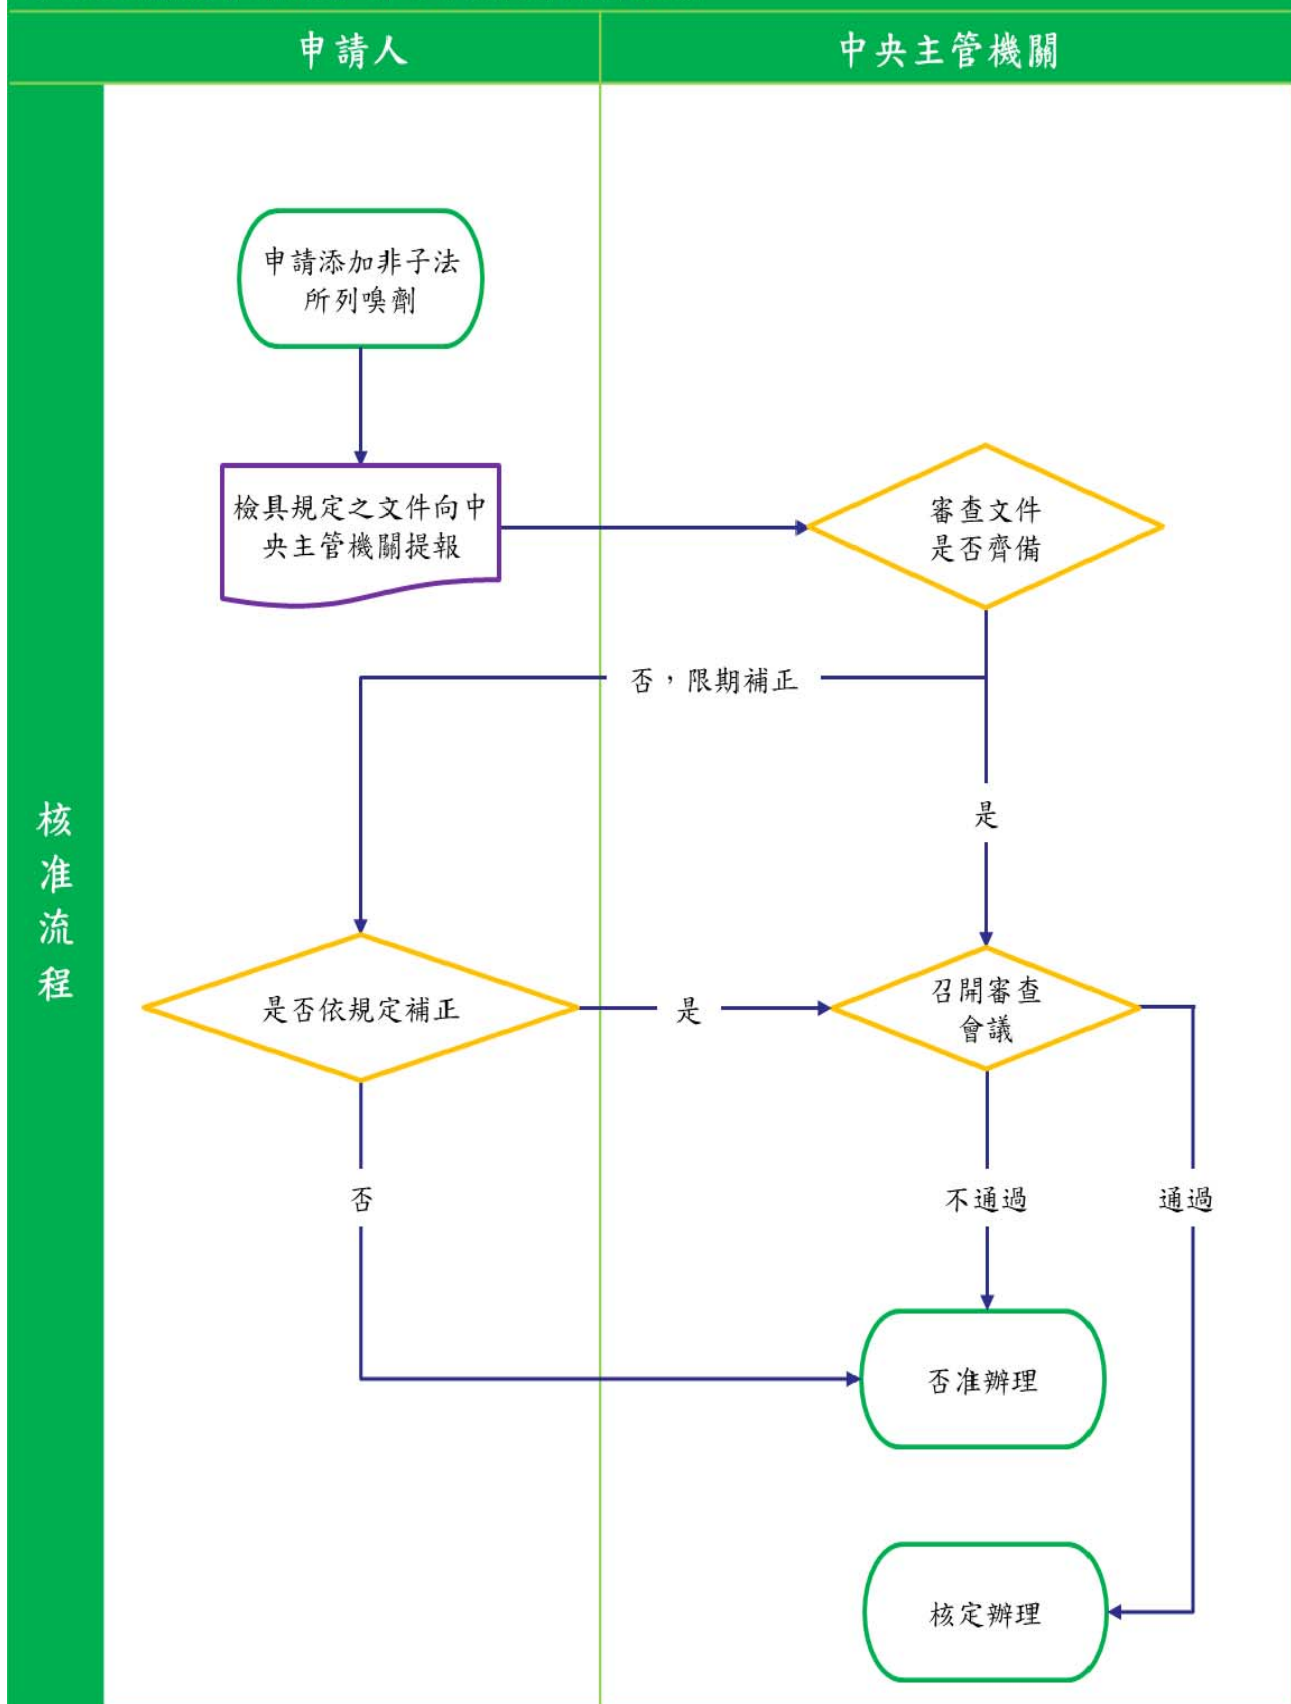 申請人
中央主管機關
核准流程
申請添加非子法
所列嗅劑
檢具規定之文件向中
央主管機關提報
審查文件
是否齊備
否，限期補正
是
是否依規定補正
是
召開審查
會議
否
不通過
通過
否准辦理
核定辦理